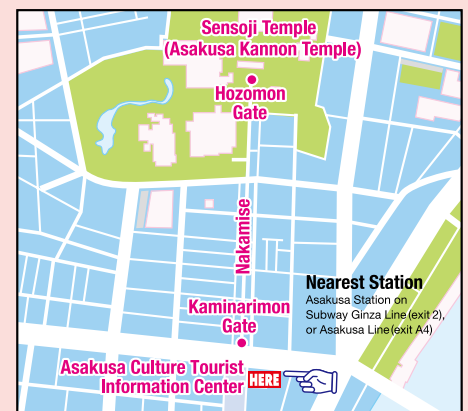 Sensoji Temple
(Asakusa Kannon Temple)
Hozomon
Gate
Nakamise
Nearest Station
Asakusa Station on
Subway Ginza Line (exit 2),
or Asakusa Line (exit A4)
Kaminarimon
Gate
Asakusa Culture Tourist
Information Center HERE